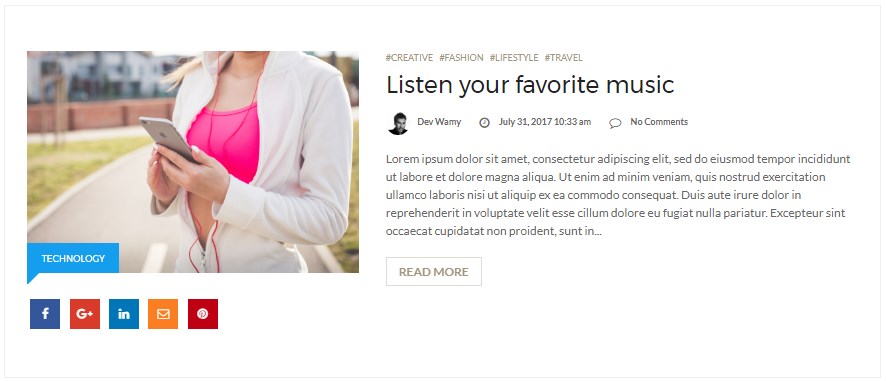 #CREATIVE #FASHION #LIFESTYLE #TRAVEL
Listen your favorite music
Dev Wamy July 31, 2017 10:33 am No Comments
Lorem ipsum dolor sit amet, consectetur adipiscing elit, sed do eiusmod tempor incididunt
ut labore et dolore magna aliqua. Ut enim ad minim veniam, quis nostrud exercitation
ullamco laboris nisi ut aliquip ex ea commodo consequat. Duis aute irure dolor in
reprehenderit in voluptate velit esse cillum dolore eu fugiat nulla pariatur. Excepteur sint
occaecat cupidatat non proident, sunt in...
READ MORE
TECHNOLOGY
f G+ in